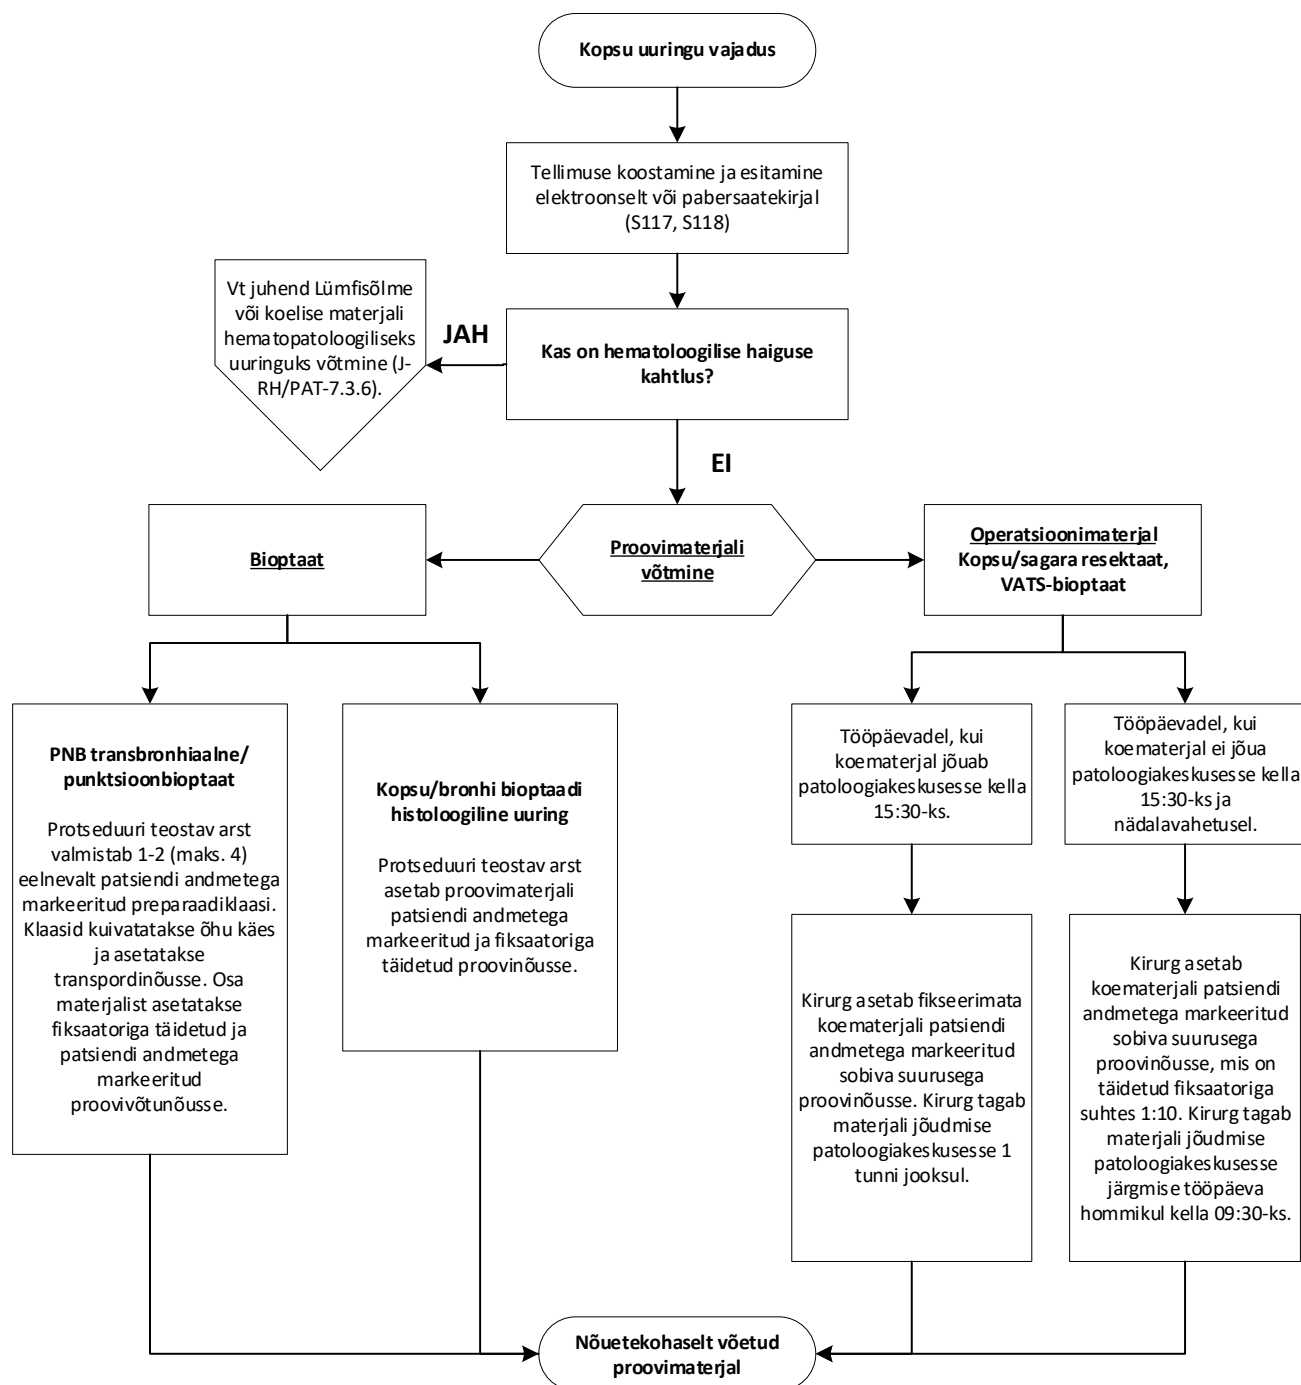 Kopsu uuringu vajadus
Tellimuse koostamine ja esitamine
elektroonselt või pabersaatekirjal
(S117, S118)
Vt juhend Lümfisõlme
või koelise materjali
hematopatoloogiliseks
uuringuks võtmine (J-
RH/PAT-7.3.6).
JAH
Kas on hematoloogilise haiguse
kahtlus?
EI
Bioptaat
Proovimaterjali
võtmine
Operatsioonimaterjal
Kopsu/sagara resektaat,
VATS-bioptaat
PNB transbronhiaalne/
punktsioonbioptaat
Protseduuri teostav arst
valmistab 1-2 (maks. 4)
eelnevalt patsiendi andmetega
markeeritud preparaadiklaasi.
Klaasid kuivatatakse õhu käes
ja asetatakse
transpordinõusse. Osa
materjalist asetatakse
fiksaatoriga täidetud ja
patsiendi andmetega
markeeritud
proovivõtunõusse.
Kopsu/bronhi bioptaadi
histoloogiline uuring
Protseduuri teostav arst
asetab proovimaterjali
patsiendi andmetega
markeeritud ja fiksaatoriga
täidetud proovinõusse.
Tööpäevadel, kui
koematerjal jõuab
patoloogiakeskusesse kella
15:30-ks.
Tööpäevadel, kui
koematerjal ei jõua
patoloogiakeskusesse kella
15:30-ks ja
nädalavahetusel.
Kirurg asetab fikseerimata
koematerjali patsiendi
andmetega markeeritud
sobiva suurusega
proovinõusse. Kirurg tagab
materjali jõudmise
patoloogiakeskusesse 1
tunni jooksul.
Kirurg asetab
koematerjali patsiendi
andmetega markeeritud
sobiva suurusega
proovinõusse, mis on
täidetud fiksaatoriga
suhtes 1:10. Kirurg tagab
materjali jõudmise
patoloogiakeskusesse
järgmise tööpäeva
hommikul kella 09:30-ks.
Nõuetekohaselt võetud
proovimaterjal